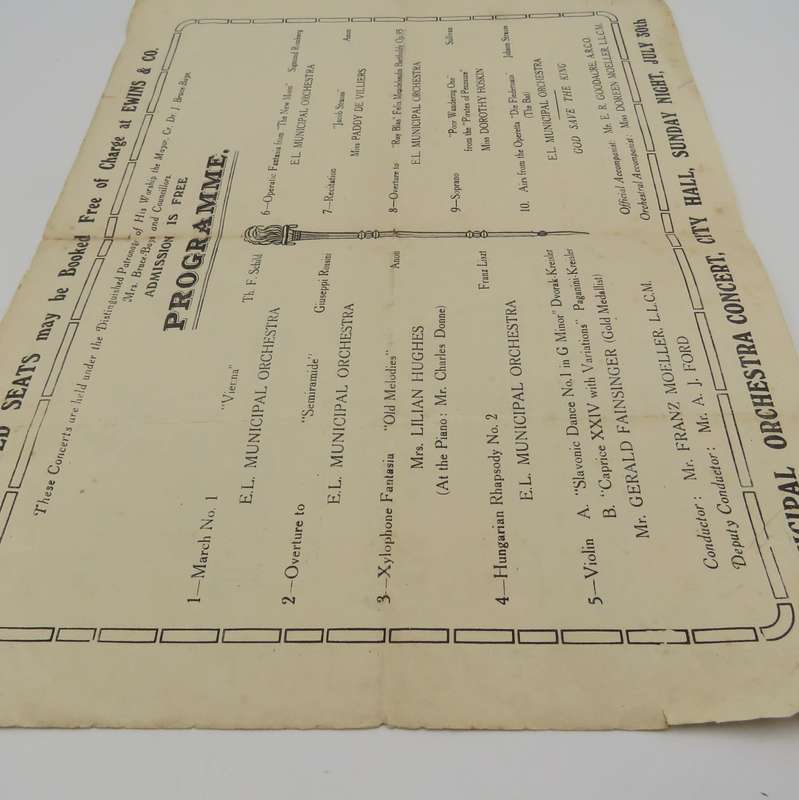 SEATS may be Booked Free of Charge at EWINS & CO.
These Concerts are held under the Distinguished Patronage of His Worship the Mayor, Cr. Dr. J. Bruce-Bays
Mrs. Bruce-Bays and Councillors.
ADMISSION IS FREE
PROGRAMME.
1—March No. 1
"Vienna" Th. F. Schild
E.L. MUNICIPAL ORCHESTRA
2—Overture to
"Semiramide" Giuseppi Rossini
E.L. MUNICIPAL ORCHESTRA
3—Xylophone Fantasia "Old Melodies" Anon
Mrs. LILIAN HUGHES
(At the Piano: Mr. Charles Donne)
4—Hungarian Rhapsody No. 2 Franz Liszt
E.L. MUNICIPAL ORCHESTRA
5—Violin A. "Slavonic Dance No. 1 in G Minor" Dvorak-Kreisler
B. "Caprice XXIV with Variations" Paganini-Kreisler
Mr. GERALD FAINSINGER (Gold Medallist)
6—Operatic Fantasia from "The New Moon" Sigmund Romberg
E.L. MUNICIPAL ORCHESTRA
7—Recitation "Jacob Strauss" Anon
Miss PADDY DE VILLIERS
8—Overture to "Ruy Blas" Felix Mendelssohn Bartholdy, Op. 95
E.L. MUNICIPAL ORCHESTRA
9—Soprano "Poor Wandering One" Sullivan
from the "Pirates of Penzance"
Miss DOROTHY HOSKIN
10. Airs from the Operetta "Die Fledermaus" Johann Strauss
(The Bat)
E.L. MUNICIPAL ORCHESTRA
GOD SAVE THE KING
Conductor: Mr. FRANZ MOELLER, L.L.C.M.
Deputy Conductor: Mr. A. J. FORD
Official Accompanist: Mr. E. R. GOODACRE, A.R.C.O.
Orchestral Accompanist: Miss DOREEN MOELLER L.L.C.M.
ORCHESTRA CONCERT, CITY HALL, SUNDAY NIGHT, JULY 30th